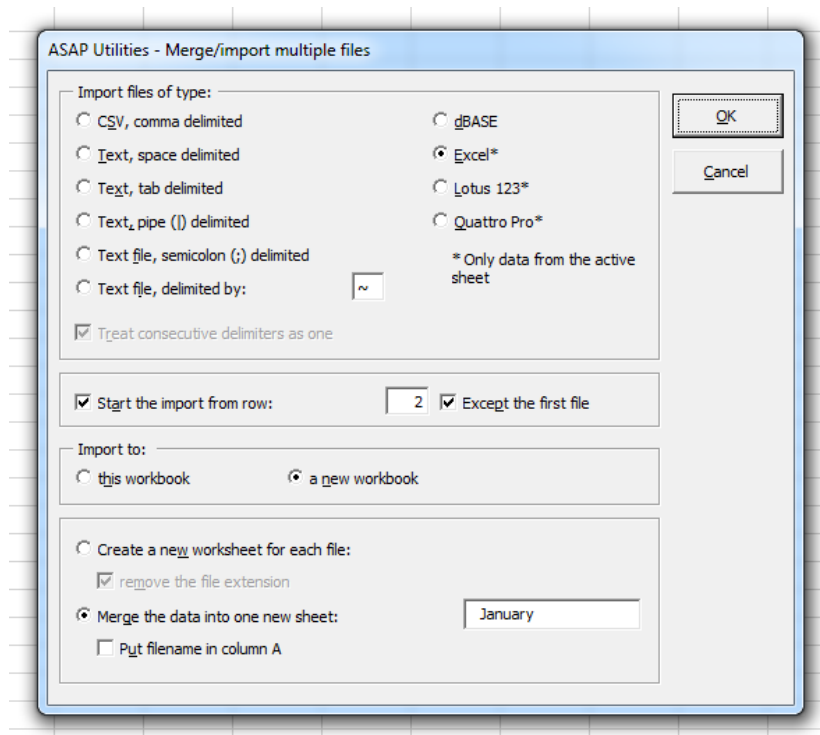 ASAP Utilities - Merge/import multiple files
Import files of type:
CSV, comma delimited
Text, space delimited
Text, tab delimited
Text, pipe (|) delimited
Text file, semicolon (;) delimited
Text file, delimited by: ~
Treat consecutive delimiters as one
dBASE
Excel*
Lotus 123*
Quattro Pro*
* Only data from the active
sheet
OK
Cancel
Start the import from row: 2 Except the first file
Import to:
this workbook a new workbook
Create a new worksheet for each file:
remove the file extension
Merge the data into one new sheet: January
Put filename in column A